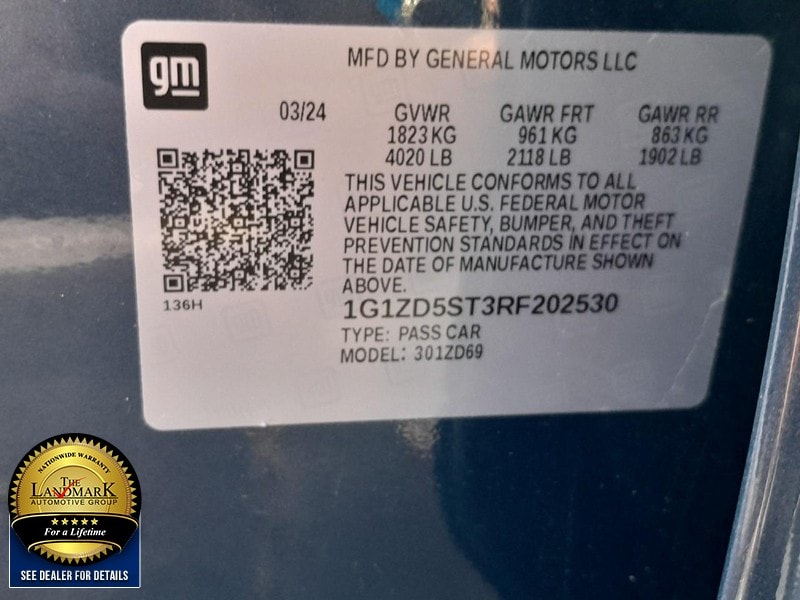 gm
MFD BY GENERAL MOTORS LLC
03/24 GVWR GAWR FRT GAWR RR
1823 KG 961 KG 863 KG
4020 LB 2118 LB 1902 LB
THIS VEHICLE CONFORMS TO ALL
APPLICABLE U.S. FEDERAL MOTOR
VEHICLE SAFETY, BUMPER, AND THEFT
PREVENTION STANDARDS IN EFFECT ON
THE DATE OF MANUFACTURE SHOWN
ABOVE.
136H
1G1ZD5ST3RF202530
TYPE: PASS CAR
MODEL: 301ZD69
NATIONWIDE WARRANTY
THE
LANDMARK
AUTOMOTIVE GROUP
For a Lifetime
SEE DEALER FOR DETAILS